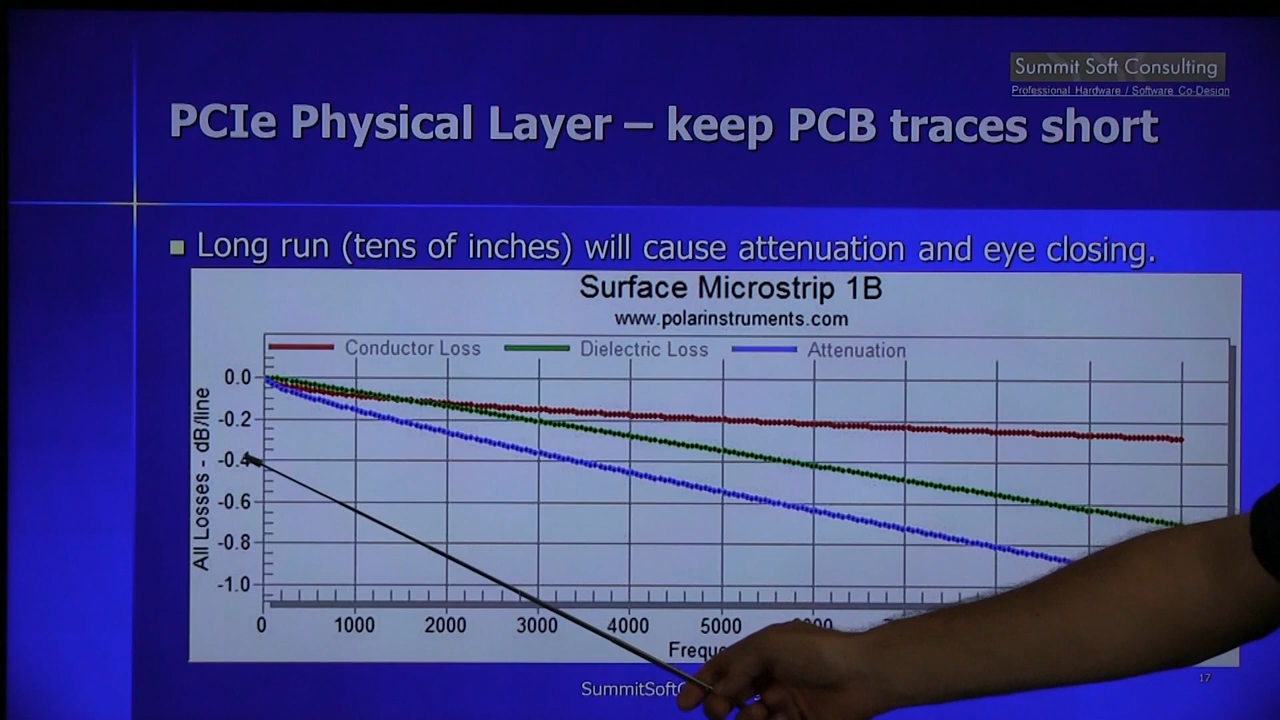 Summit Soft Consulting
Professional Hardware / Software Co-Design
PCIe Physical Layer – keep PCB traces short
Long run (tens of inches) will cause attenuation and eye closing.
Surface Microstrip 1B
www.polarinstruments.com
Conductor Loss Dielectric Loss Attenuation
All Losses - dB/line
0.0
-0.2
-0.4
-0.6
-0.8
-1.0
0 1000 2000 3000 4000 5000
17